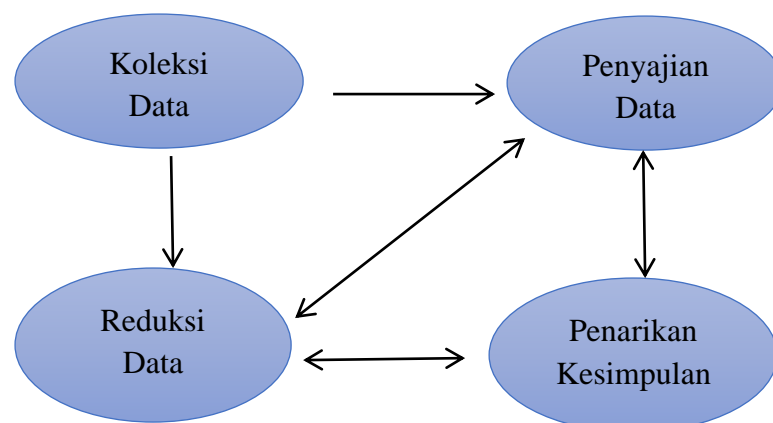 Koleksi
Data
Penyajian
Data
Reduksi
Data
Penarikan
Kesimpulan